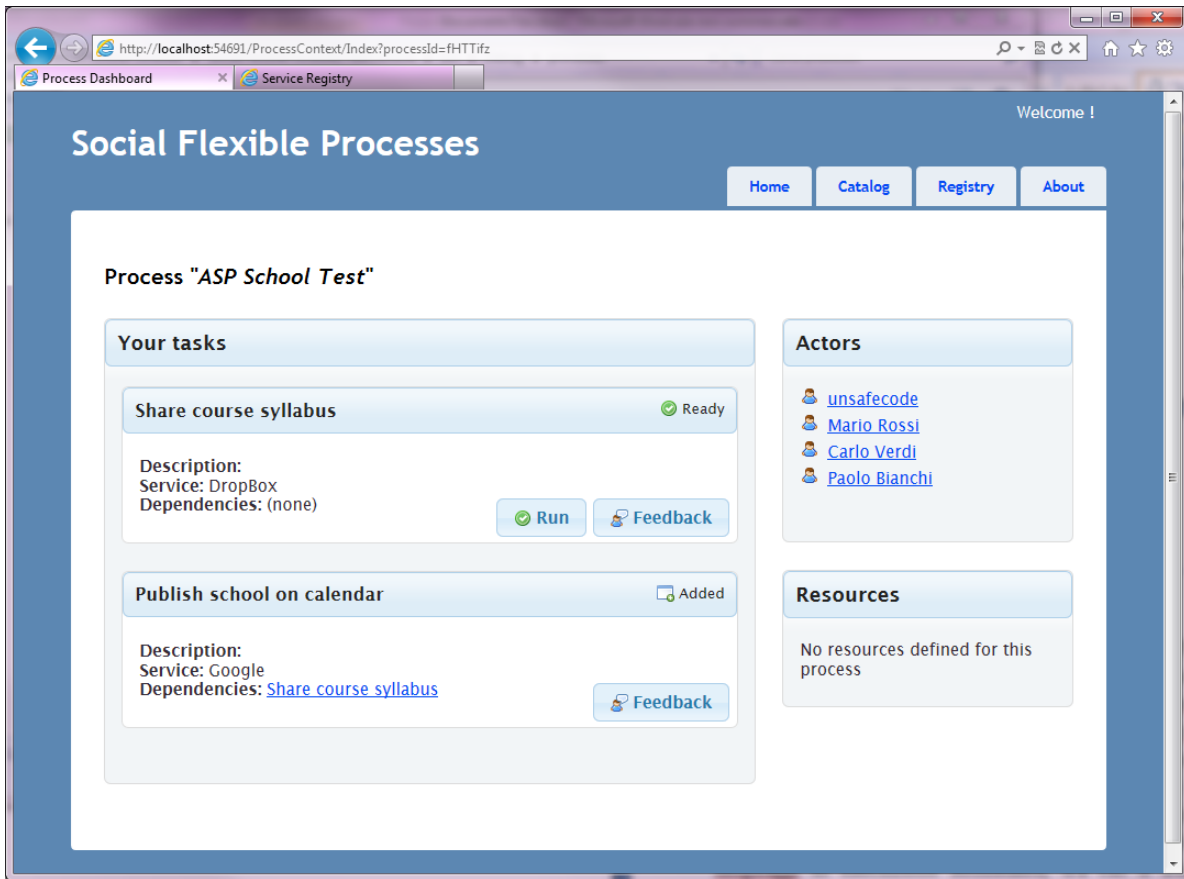 http://localhost:54691/ProcessContext/Index?processId=fHTTifz
Process Dashboard
Service Registry
Welcome !
Social Flexible Processes
Home
Catalog
Registry
About
Process "ASP School Test"
Your tasks
Share course syllabus
Ready
Description:
Service: DropBox
Dependencies: (none)
Run
Feedback
Publish school on calendar
Added
Description:
Service: Google
Dependencies: Share course syllabus
Feedback
Actors
unsafecode
Mario Rossi
Carlo Verdi
Paolo Bianchi
Resources
No resources defined for this
process